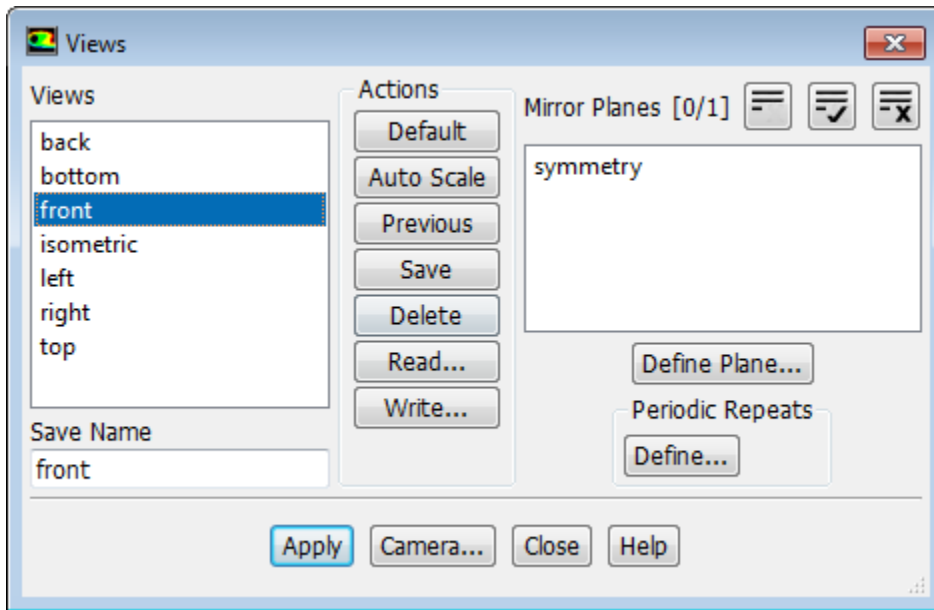 Views
Views
back
bottom
front
isometric
left
right
top
Save Name
front
Actions
Default
Auto Scale
Previous
Save
Delete
Read...
Write...
Mirror Planes [0/1]
symmetry
Define Plane...
Periodic Repeats
Define...
Apply
Camera...
Close
Help